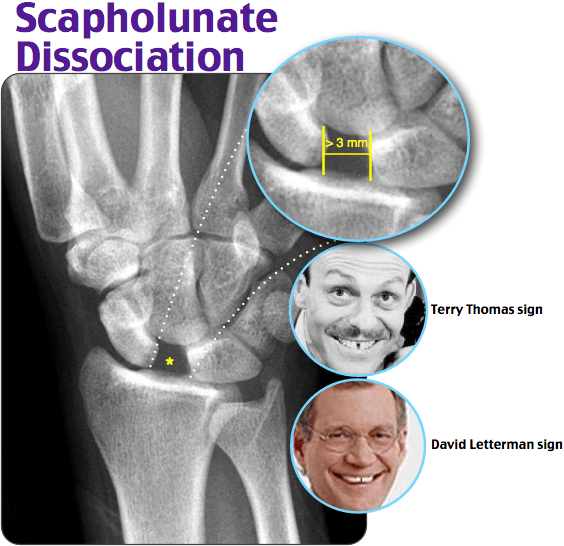 Scapholunate
Dissociation
> 3 mm
Terry Thomas sign
*
David Letterman sign